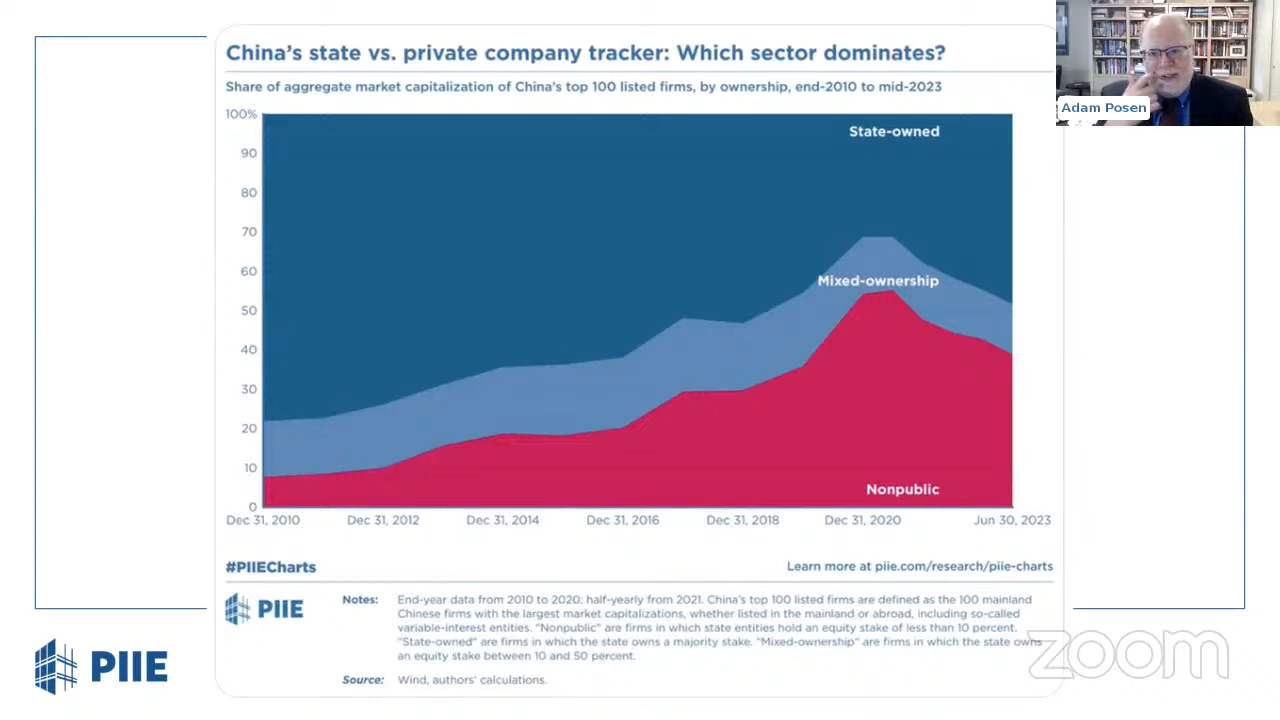 China's state vs. private company tracker: Which sector dominates?
Share of aggregate market capitalization of China's top 100 listed firms, by ownership, end-2010 to mid-2023
Adam Posen
100%
90
80
70
60
50
40
30
20
10
0
State-owned
Mixed-ownership
Nonpublic
Dec 31, 2010
Dec 31, 2012
Dec 31, 2014
Dec 31, 2016
Dec 31, 2018
Dec 31, 2020
Jun 30, 2023
#PIIECharts
Learn more at piie.com/research/piie-charts
PIIE
Notes: End-year data from 2010 to 2020; half-yearly from 2021. China's top 100 listed firms are defined as the 100 mainland
Chinese firms with the largest market capitalizations, whether listed in the mainland or abroad, including so-called
variable-interest entities. "Nonpublic" are firms in which state entities hold an equity stake of less than 10 percent.
"State-owned" are firms in which the state owns a majority stake. "Mixed-ownership" are firms in which the state owns
an equity stake between 10 and 50 percent.
Source: Wind, authors' calculations.
PIIE
zoom